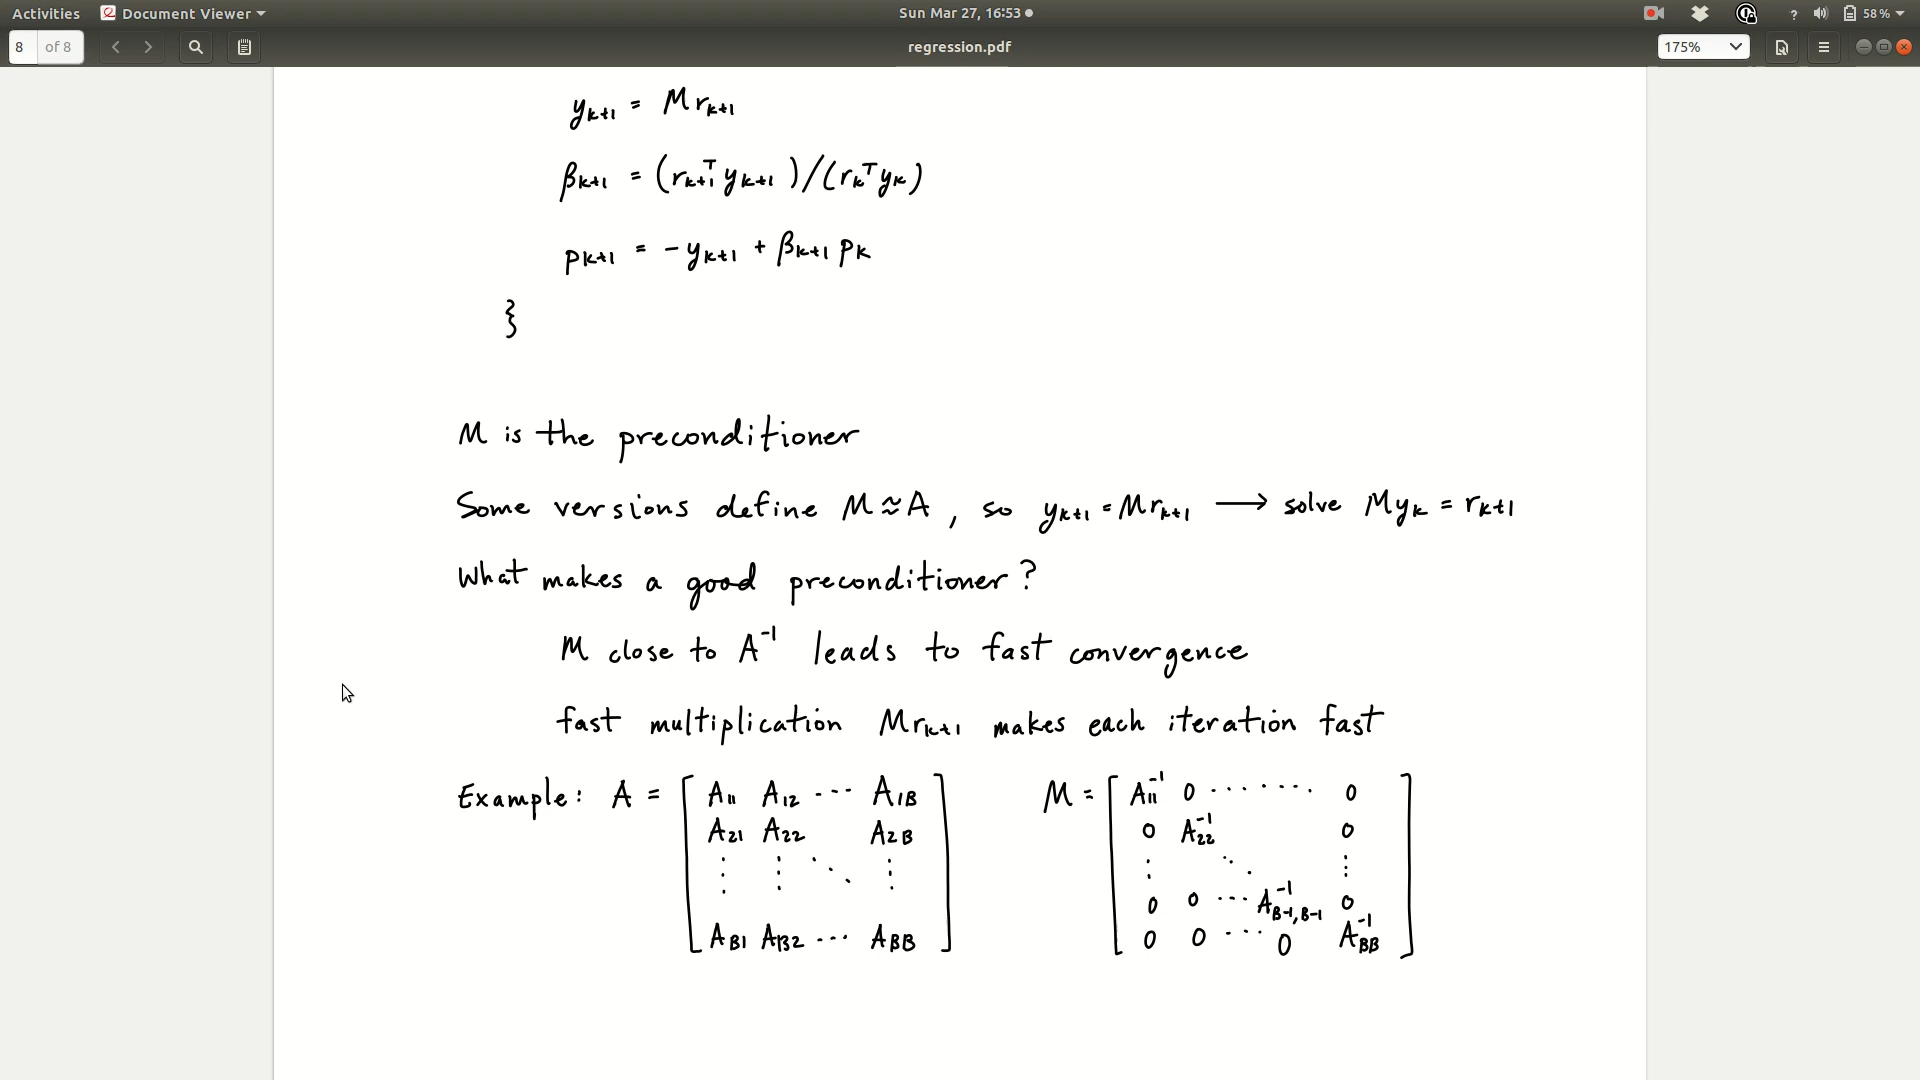 Activities Document Viewer Sun Mar 27, 16:53 ? 58 %
8 of 8 regression.pdf 175%
y_{k+1} = M r_{k+1}
β_{k+1} = (r_{k+1}^T y_{k+1})/(r_k^T y_k)
p_{k+1} = -y_{k+1} + β_{k+1} p_k
}
M is the preconditioner
Some versions define M ≈ A, so y_{k+1} = M r_{k+1} ⟶ solve M y_k = r_{k+1}
What makes a good preconditioner?
M close to A^{-1} leads to fast convergence
fast multiplication M r_{k+1} makes each iteration fast
Example: A = [ A_{11} A_{12} ... A_{1B} M = [ A_{11}^{-1} 0 ....... 0
A_{21} A_{22} A_{2B} 0 A_{22}^{-1} 0
⋮ ⋮ ⋱ ⋮ ⋮ ⋱ ⋮
0 0 ... A_{B-1,B-1}^{-1} 0
A_{B1} A_{B2} ... A_{BB} ] 0 0 .... 0 A_{BB}^{-1} ]